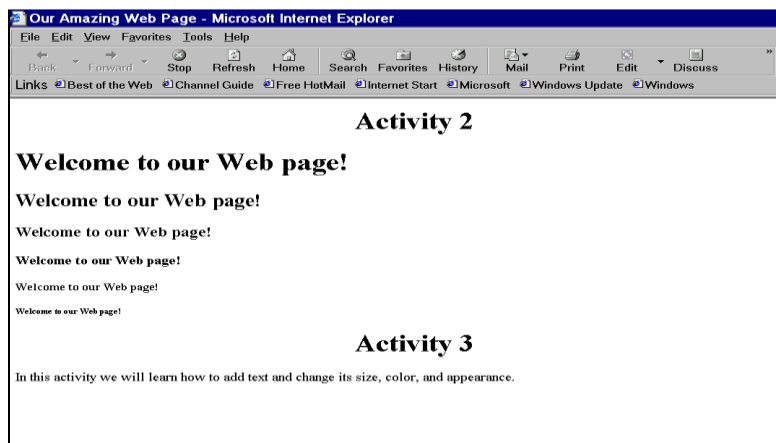 Our Amazing Web Page - Microsoft Internet Explorer
File Edit View Favorites Tools Help
Back Forward Stop Refresh Home Search Favorites History Mail Print Edit Discuss »
Links Best of the Web Channel Guide Free HotMail Internet Start Microsoft Windows Update Windows
Activity 2
Welcome to our Web page!
Welcome to our Web page!
Welcome to our Web page!
Welcome to our Web page!
Welcome to our Web page!
Welcome to our Web page!
Activity 3
In this activity we will learn how to add text and change its size, color, and appearance.